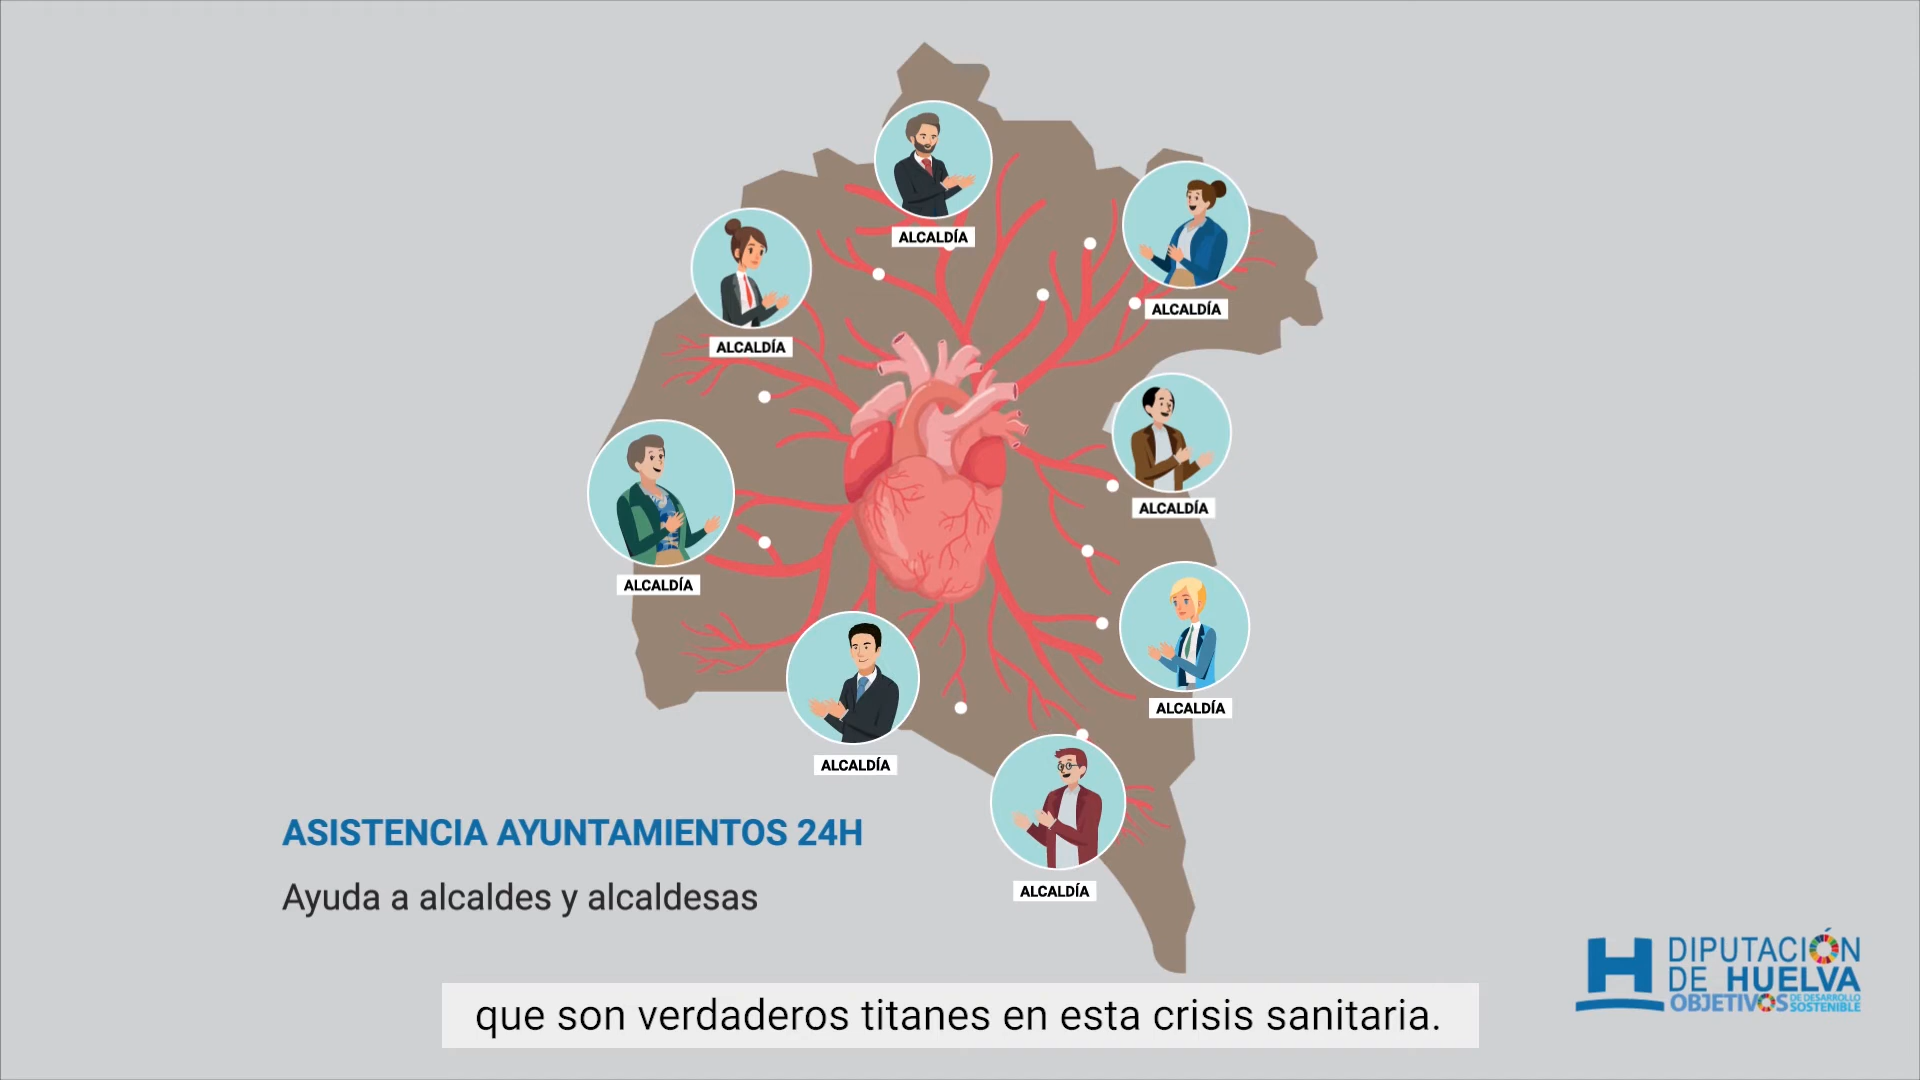 ALCALDÍA
ALCALDÍA
ALCALDÍA
ALCALDÍA
ALCALDÍA
ALCALDÍA
ALCALDÍA
ALCALDÍA
ASISTENCIA AYUNTAMIENTOS 24H
Ayuda a alcaldes y alcaldesas
DIPUTACIÓN
DE HUELVA
OBJETIVOS DE DESARROLLO
SOSTENIBLE
que son verdaderos titanes en esta crisis sanitaria.